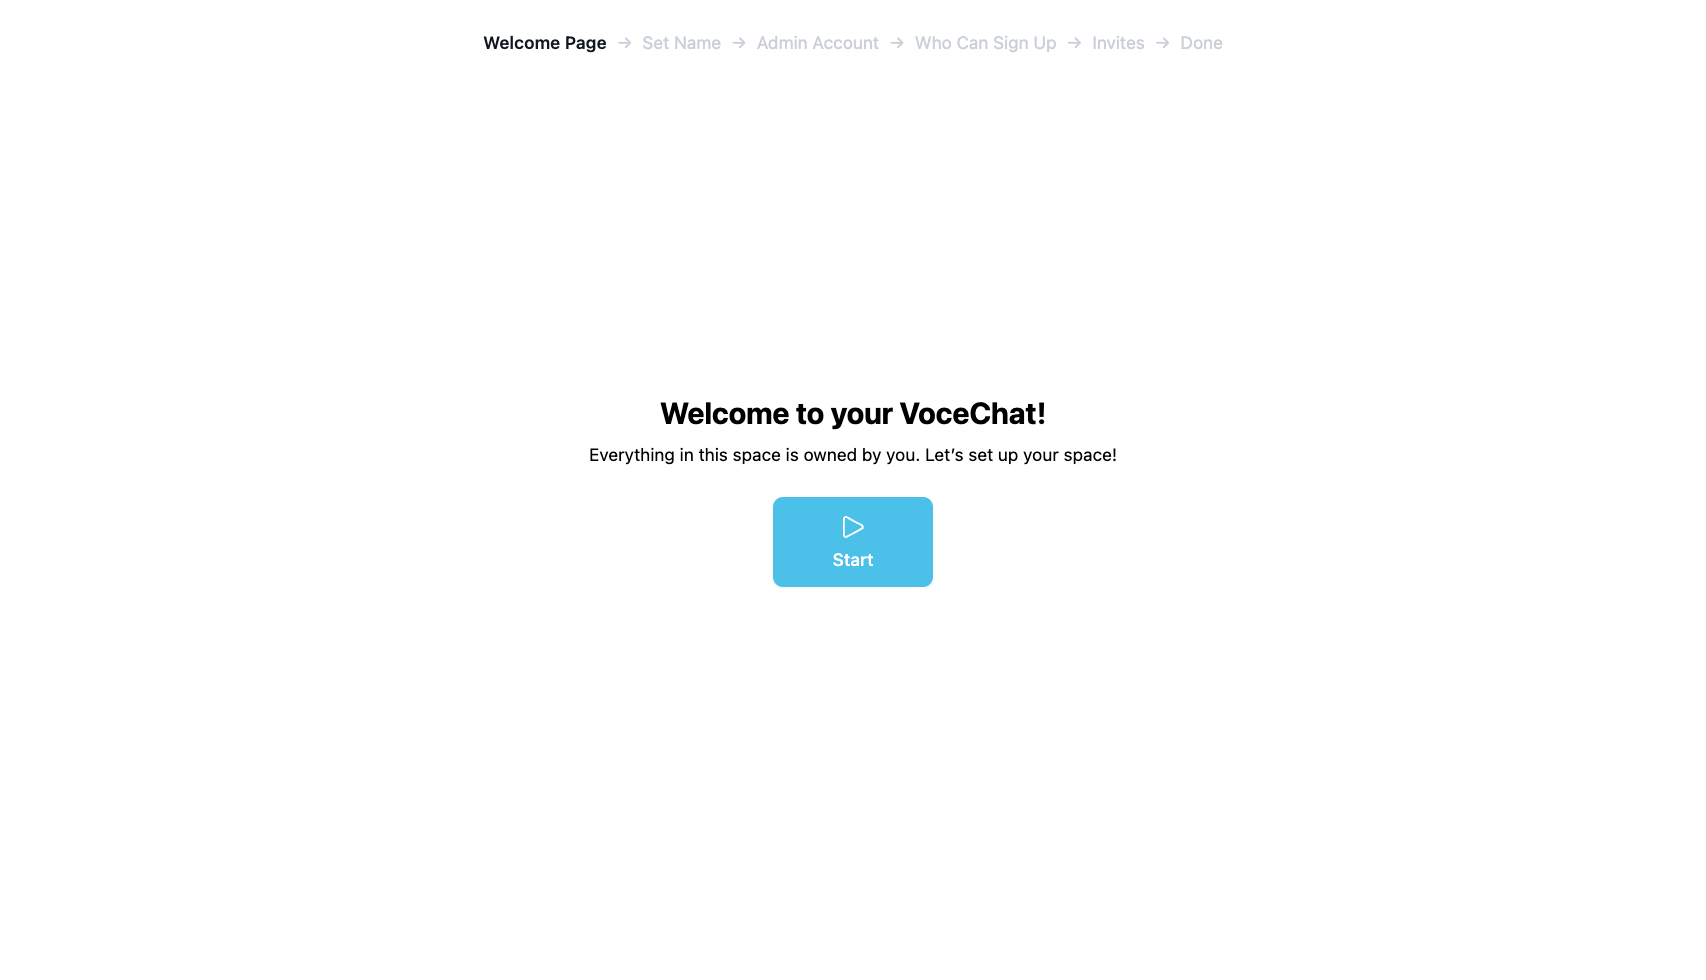 Welcome Page → Set Name → Admin Account → Who Can Sign Up → Invites → Done
Welcome to your VoceChat!
Everything in this space is owned by you. Let’s set up your space!
Start